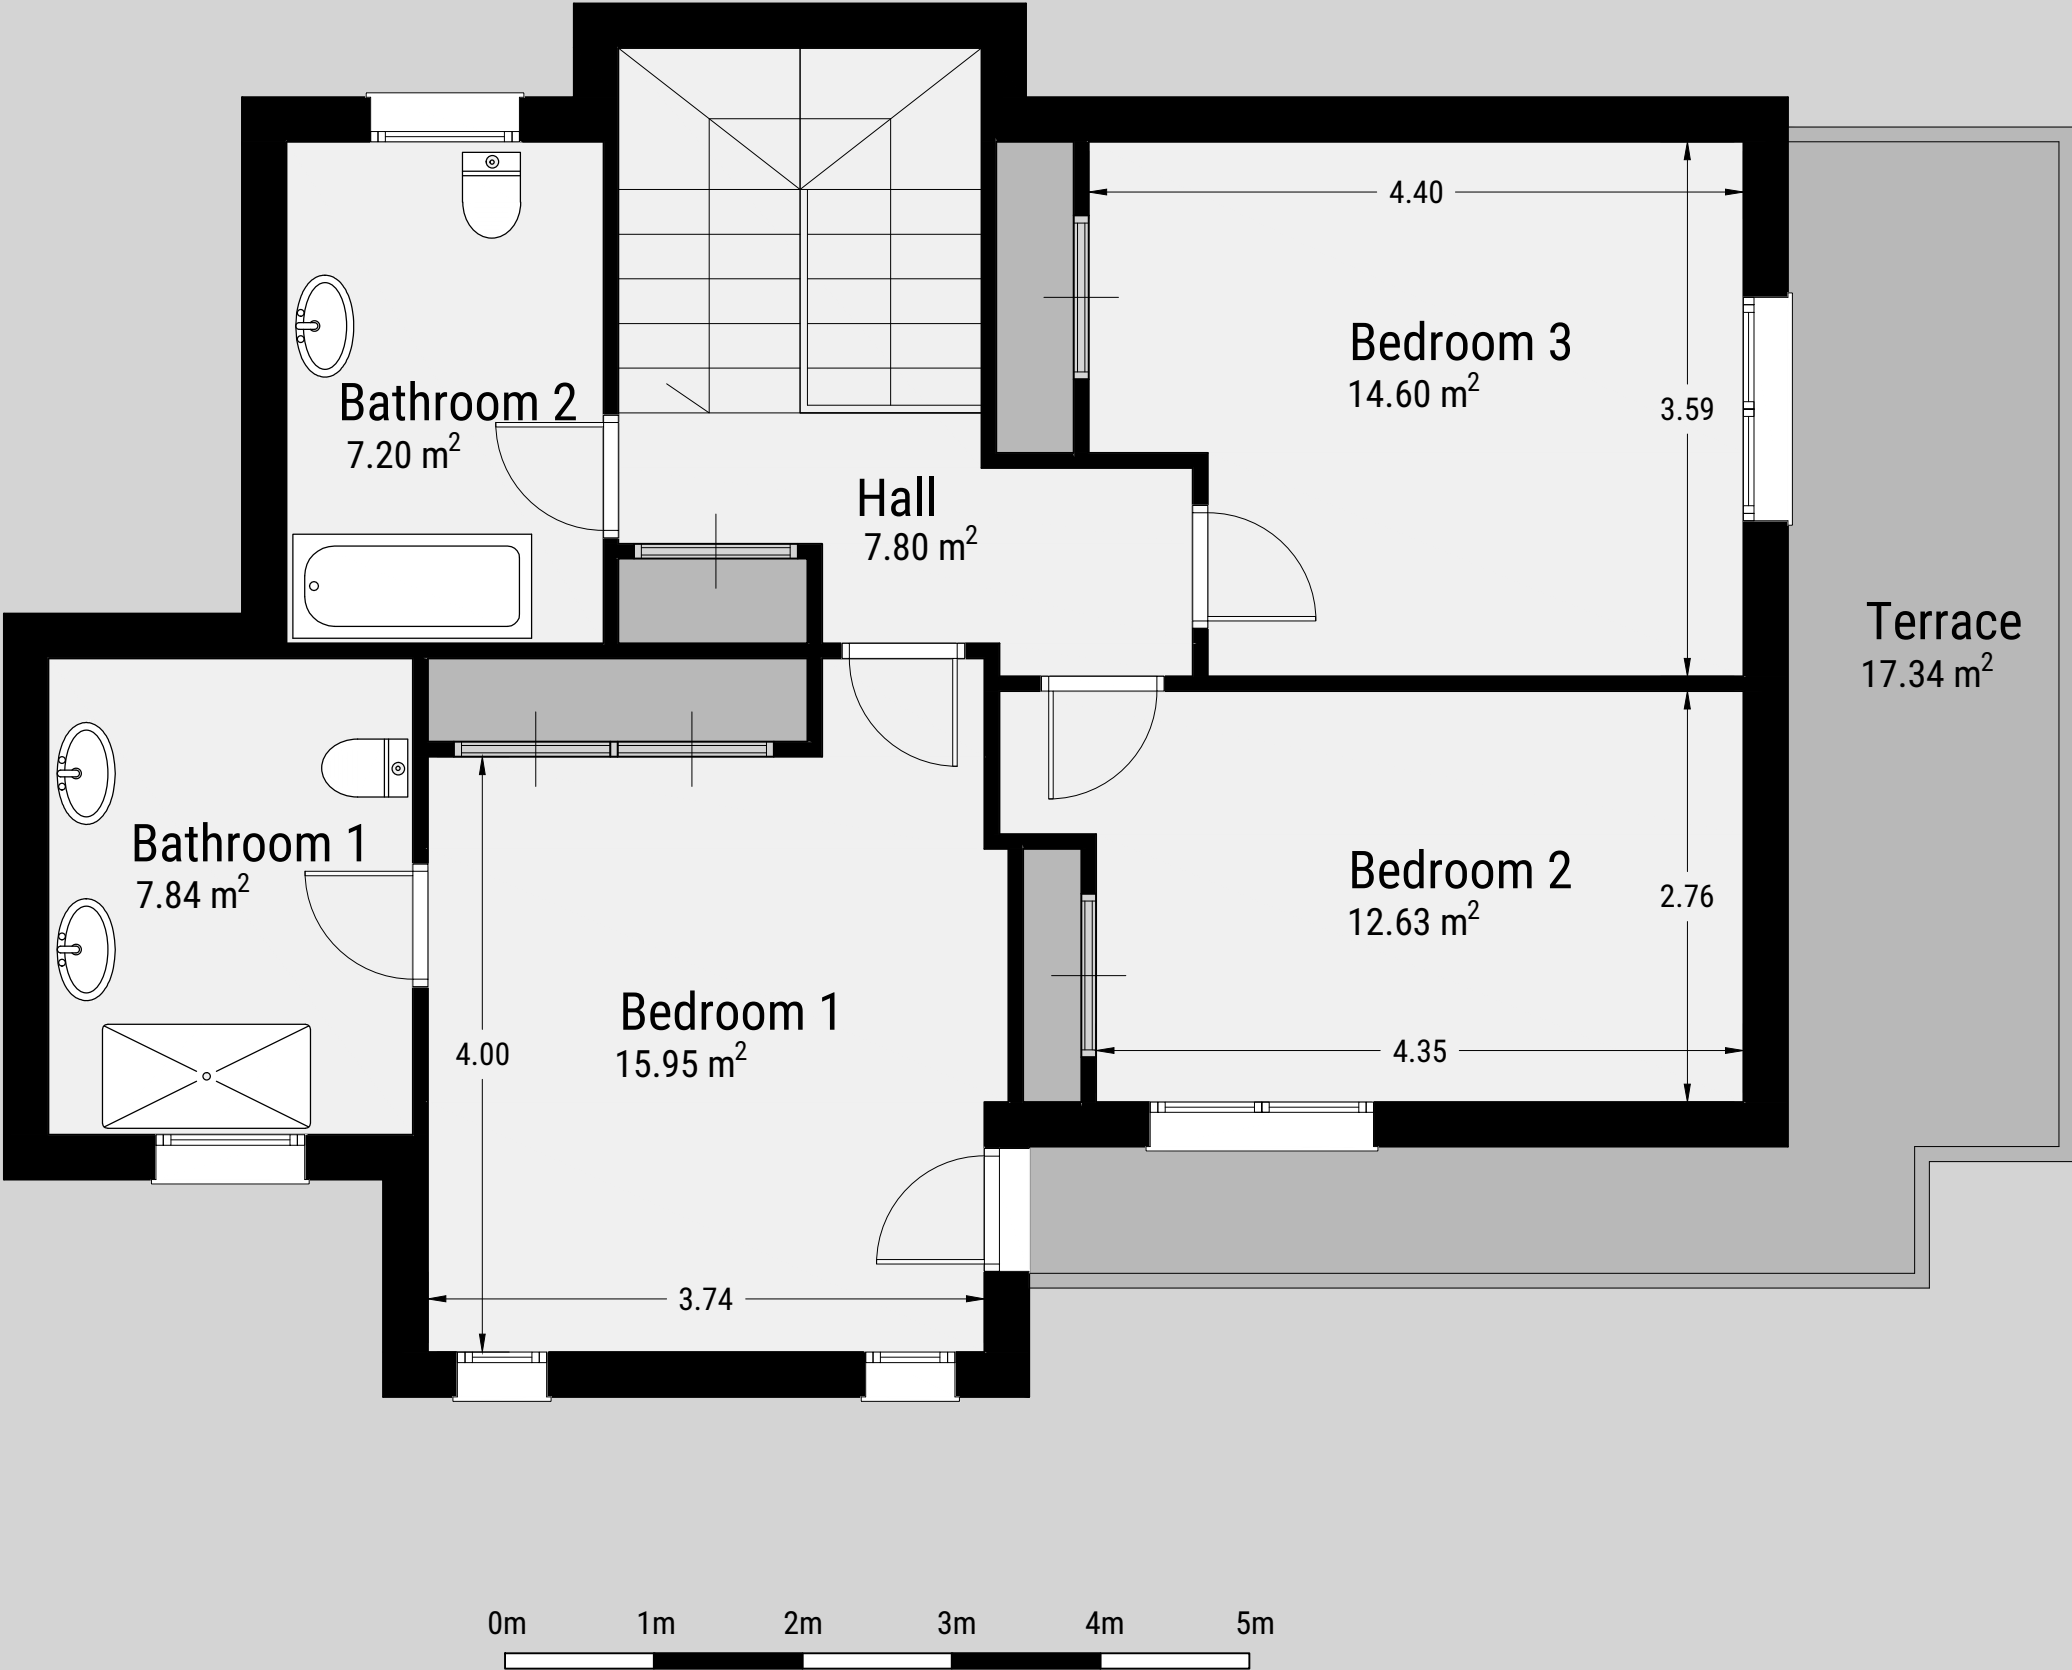 4.40
Bedroom 3
14.60 m²
3.59
Bathroom 2
7.20 m²
Hall
7.80 m²
Terrace
17.34 m²
Bathroom 1
7.84 m²
Bedroom 2
12.63 m²
2.76
Bedroom 1
15.95 m²
4.00
4.35
3.74
0m 1m 2m 3m 4m 5m